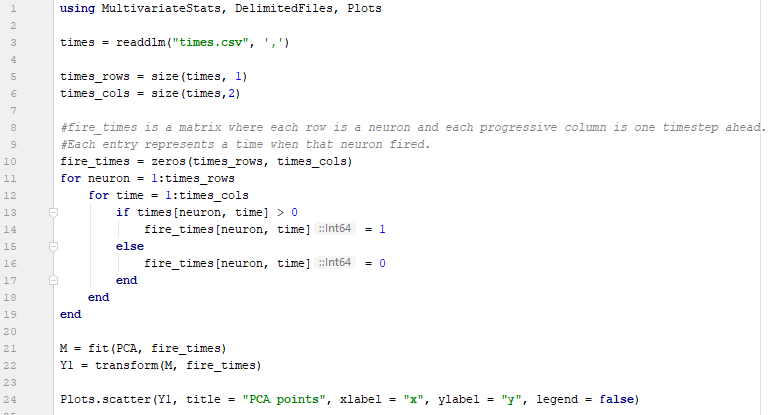 1 using MultivariateStats, DelimitedFiles, Plots
2
3 times = readdlm("times.csv", ',')
4
5 times_rows = size(times, 1)
6 times_cols = size(times,2)
7
8 #fire_times is a matrix where each row is a neuron and each progressive column is one timestep ahead.
9 #Each entry represents a time when that neuron fired.
10 fire_times = zeros(times_rows, times_cols)
11 for neuron = 1:times_rows
12     for time = 1:times_cols
13         if times[neuron, time] > 0
14             fire_times[neuron, time] ::Int64 = 1
15         else
16             fire_times[neuron, time] ::Int64 = 0
17         end
18     end
19 end
20
21 M = fit(PCA, fire_times)
22 Y1 = transform(M, fire_times)
23
24 Plots.scatter(Y1, title = "PCA points", xlabel = "x", ylabel = "y", legend = false)